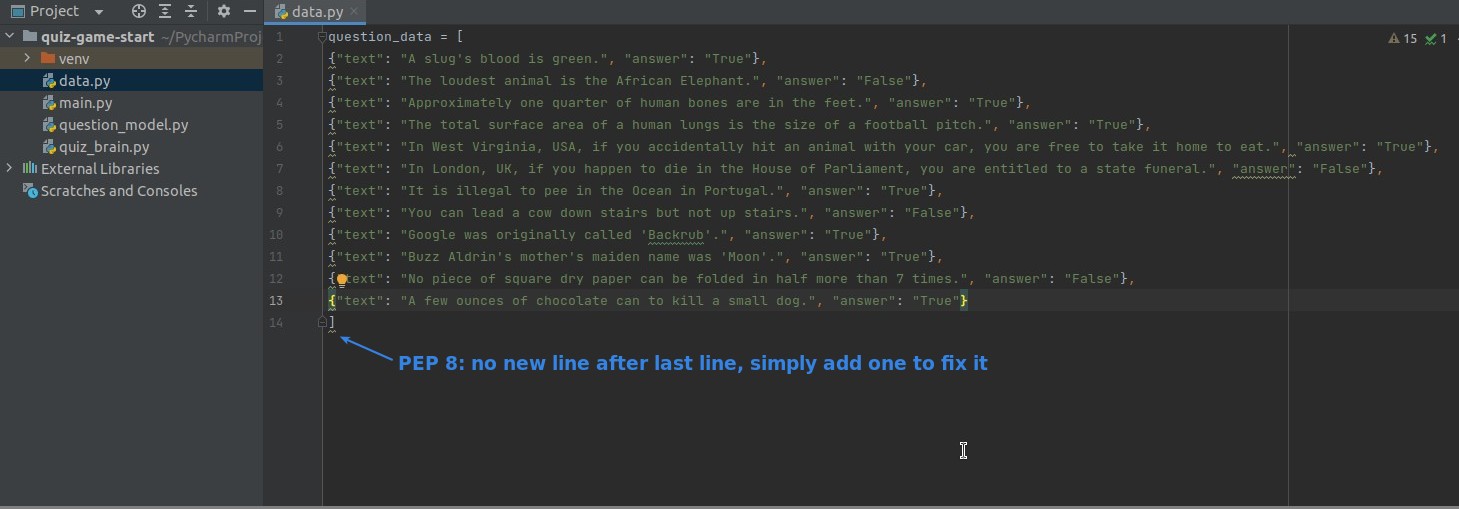 Project
data.py
quiz-game-start ~/PycharmProj
venv
data.py
main.py
question_model.py
quiz_brain.py
External Libraries
Scratches and Consoles
15 1
1 question_data = [
2 {"text": "A slug's blood is green.", "answer": "True"},
3 {"text": "The loudest animal is the African Elephant.", "answer": "False"},
4 {"text": "Approximately one quarter of human bones are in the feet.", "answer": "True"},
5 {"text": "The total surface area of a human lungs is the size of a football pitch.", "answer": "True"},
6 {"text": "In West Virginia, USA, if you accidentally hit an animal with your car, you are free to take it home to eat.", "answer": "True"},
7 {"text": "In London, UK, if you happen to die in the House of Parliament, you are entitled to a state funeral.", "answer": "False"},
8 {"text": "It is illegal to pee in the Ocean in Portugal.", "answer": "True"},
9 {"text": "You can lead a cow down stairs but not up stairs.", "answer": "False"},
10 {"text": "Google was originally called 'Backrub'.", "answer": "True"},
11 {"text": "Buzz Aldrin's mother's maiden name was 'Moon'.", "answer": "True"},
12 {"text": "No piece of square dry paper can be folded in half more than 7 times.", "answer": "False"},
13 {"text": "A few ounces of chocolate can to kill a small dog.", "answer": "True"}
14 ]
PEP 8: no new line after last line, simply add one to fix it